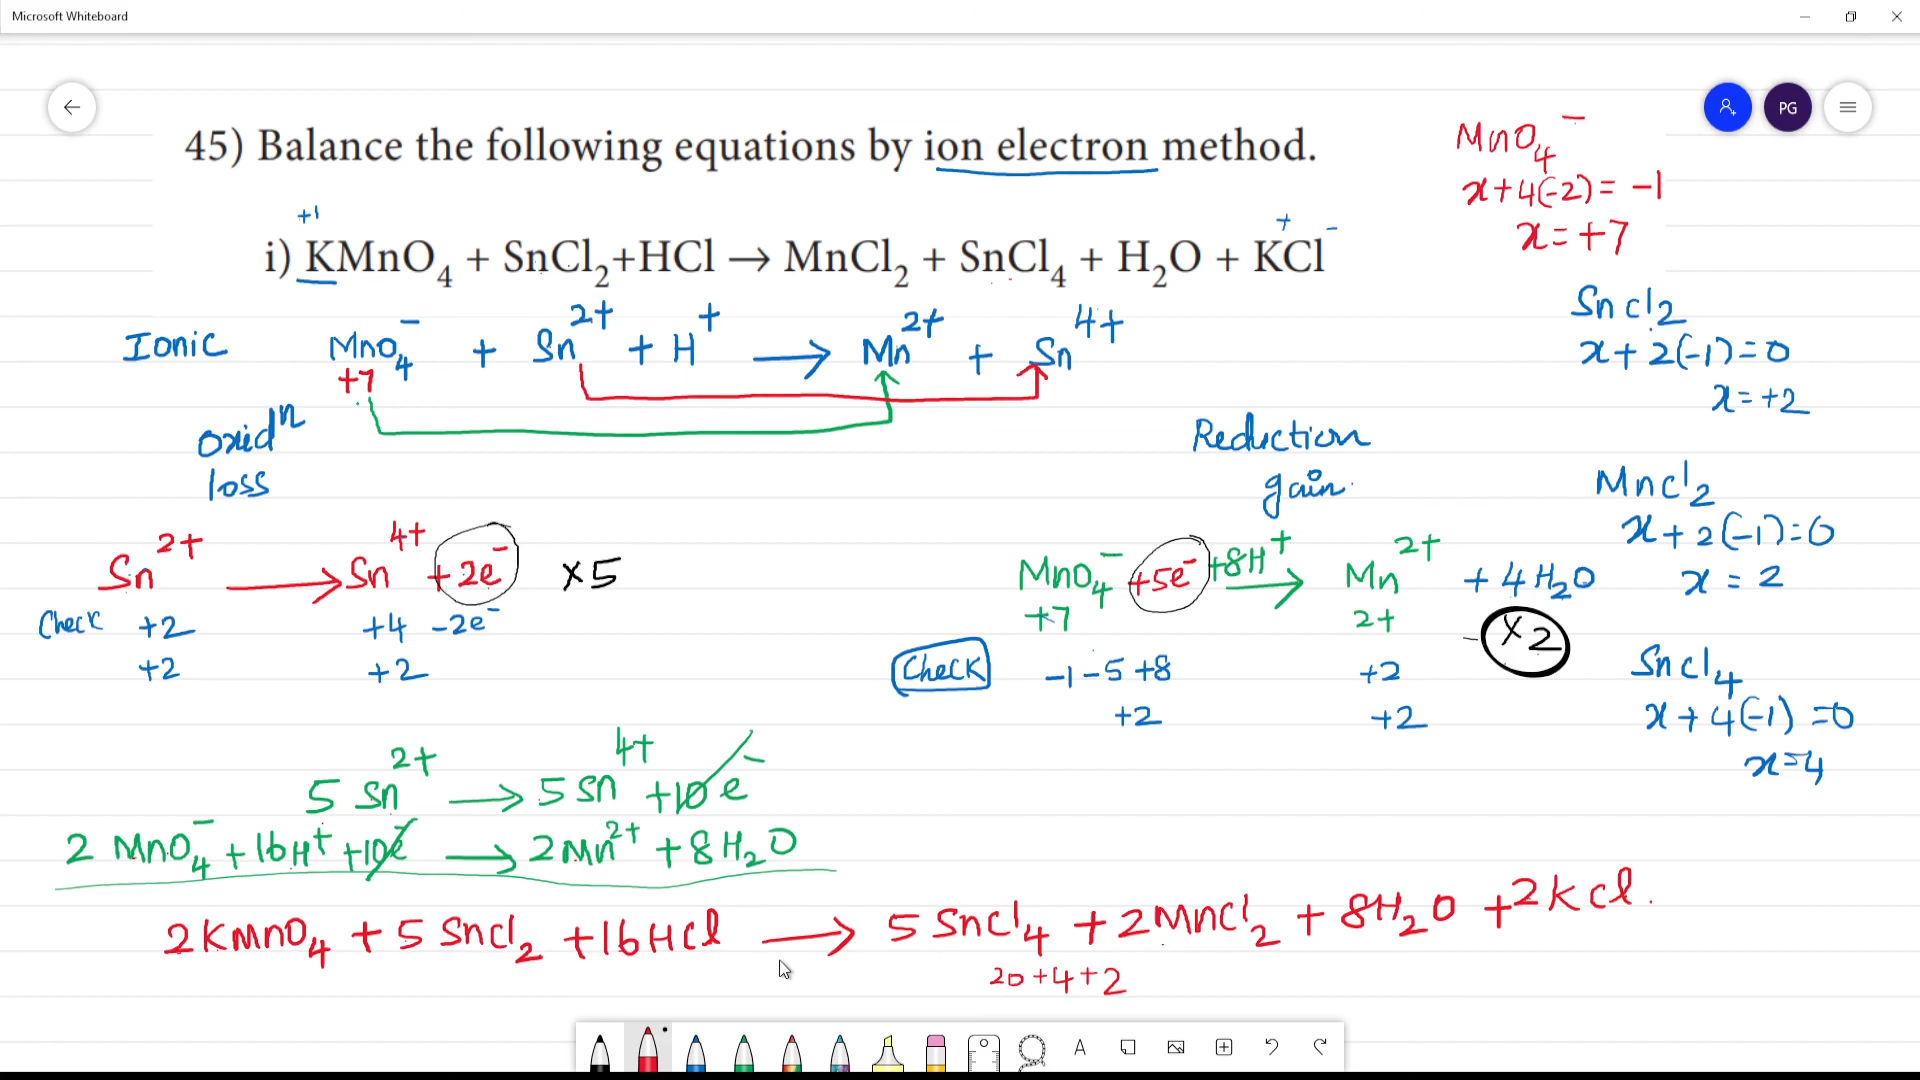 Microsoft Whiteboard
PG
45) Balance the following equations by ion electron method.
+1
+ -
i) KMnO4 + SnCl2+HCl → MnCl2 + SnCl4 + H2O + KCl
Ionic MnO4⁻ + Sn²⁺ + H⁺ → Mn²⁺ + Sn⁴⁺
+7
Oxidⁿ
loss
Reduction
gain
Sn²⁺ → Sn⁴⁺ +2e⁻ ×5
Check +2 +4 -2e⁻
+2 +2
MnO4⁻ +5e⁻ +8H⁺ → Mn²⁺ + 4H2O
+7 2+ ×2
Check -1 -5 +8 +2
+2 +2
MnO4⁻
x+4(-2)= -1
x= +7
SnCl2
x+ 2(-1)=0
x= +2
MnCl2
x+2(-1)=0
x = 2
SnCl4
x+ 4(-1) =0
x=4
5 Sn²⁺ → 5 Sn⁴⁺ +10e⁻
2 MnO4⁻ +16H⁺ +10e⁻ → 2Mn²⁺ +8H2O
2KMnO4 + 5 SnCl2 +16HCl → 5 SnCl4 + 2MnCl2 + 8H2O +2KCl.
20 +4+2
A